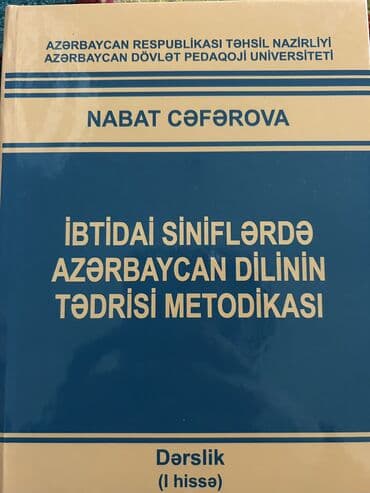 AZƏRBAYCAN RESPUBLİKASI TƏHSİL NAZİRLİYİ
AZƏRBAYCAN DÖVLƏT PEDAQOJİ UNİVERSİTETİ
NABAT CƏFƏROVA
İBTİDAİ SİNİFLƏRDƏ
AZƏRBAYCAN DİLİNİN
TƏDRİSİ METODİKASI
Dərslik
(I hissə)